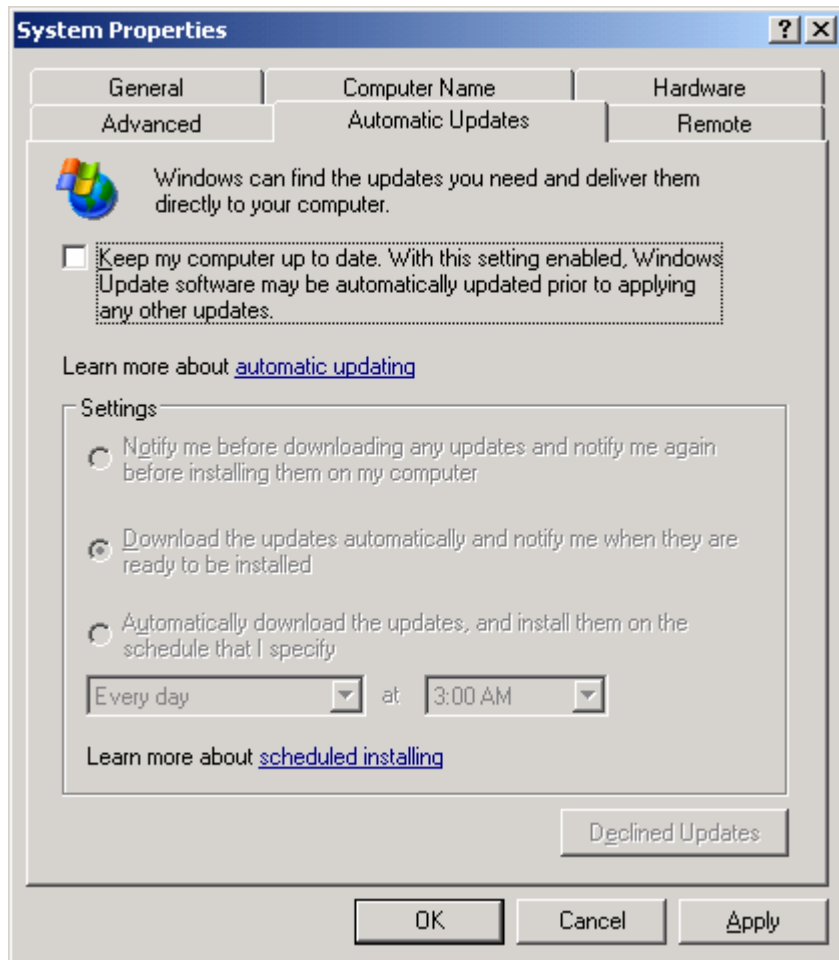 System Properties
General
Computer Name
Hardware
Advanced
Automatic Updates
Remote
Windows can find the updates you need and deliver them
directly to your computer.
Keep my computer up to date. With this setting enabled, Windows
Update software may be automatically updated prior to applying
any other updates.
Learn more about automatic updating
Settings
Notify me before downloading any updates and notify me again
before installing them on my computer
Download the updates automatically and notify me when they are
ready to be installed
Automatically download the updates, and install them on the
schedule that I specify
Every day at 3:00 AM
Learn more about scheduled installing
Declined Updates
OK
Cancel
Apply